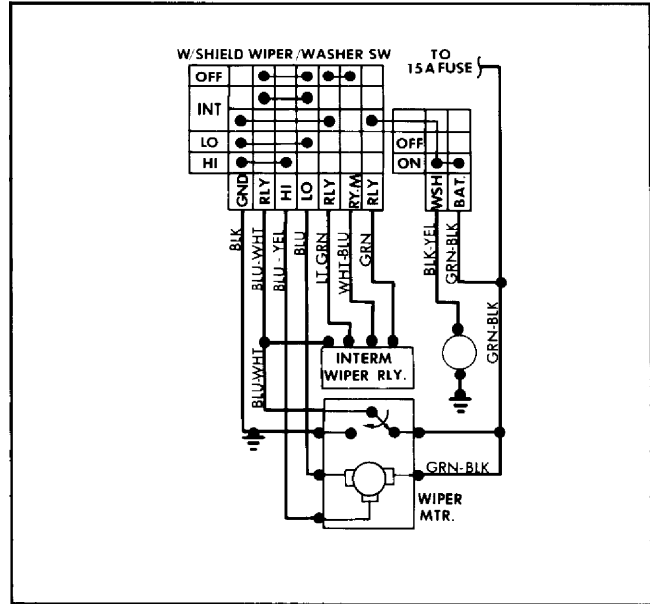 W/SHIELD WIPER/WASHER SW
TO
15 A FUSE
OFF
INT
LO
HI
OFF
ON
GND
RLY
HI
LO
RLY
RY-M
RLY
WSH
BAT.
BLK
BLU-WHT
BLU-YEL
BLU
LT.GRN
WHT-BLU
GRN
BLK-YEL
GRN-BLK
GRN-BLK
BLU-WHT
INTERM
WIPER RLY.
GRN-BLK
WIPER
MTR.